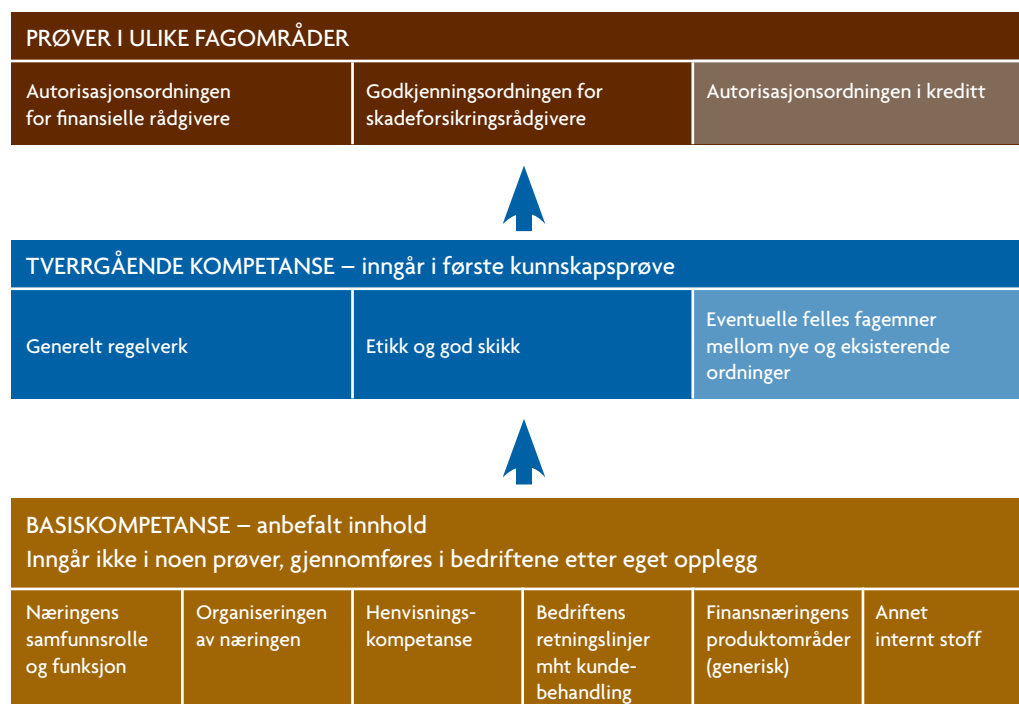 PRØVER I ULIKE FAGOMRÅDER
Autorisasjonsordningen
for finansielle rådgivere
Godkjenningsordningen for
skadeforsikringsrådgivere
Autorisasjonsordningen i kreditt
TVERRGÅENDE KOMPETANSE – inngår i første kunnskapsprøve
Generelt regelverk
Etikk og god skikk
Eventuelle felles fagemner
mellom nye og eksisterende
ordninger
BASISKOMPETANSE – anbefalt innhold
Inngår ikke i noen prøver, gjennomføres i bedriftene etter eget opplegg
Næringens
samfunnsrolle
og funksjon
Organiseringen
av næringen
Henvisnings-
kompetanse
Bedriftens
retningslinjer
mht kunde-
behandling
Finansnæringens
produktområder
(generisk)
Annet
internt stoff